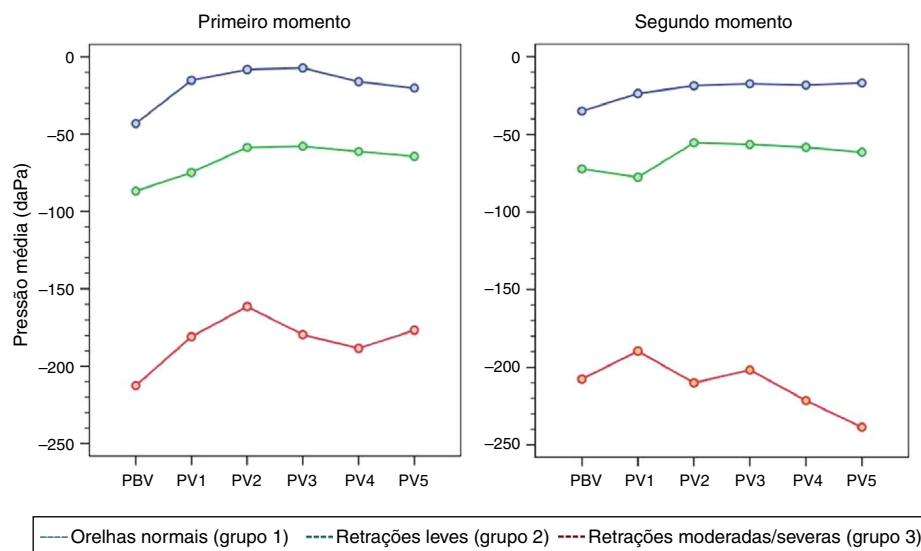 Primeiro momento
Segundo momento
Pressão média (daPa)
0
–50
–100
–150
–200
–250
PBV PV1 PV2 PV3 PV4 PV5
0
–50
–100
–150
–200
–250
PBV PV1 PV2 PV3 PV4 PV5
Orelhas normais (grupo 1) Retrações leves (grupo 2) Retrações moderadas/severas (grupo 3)